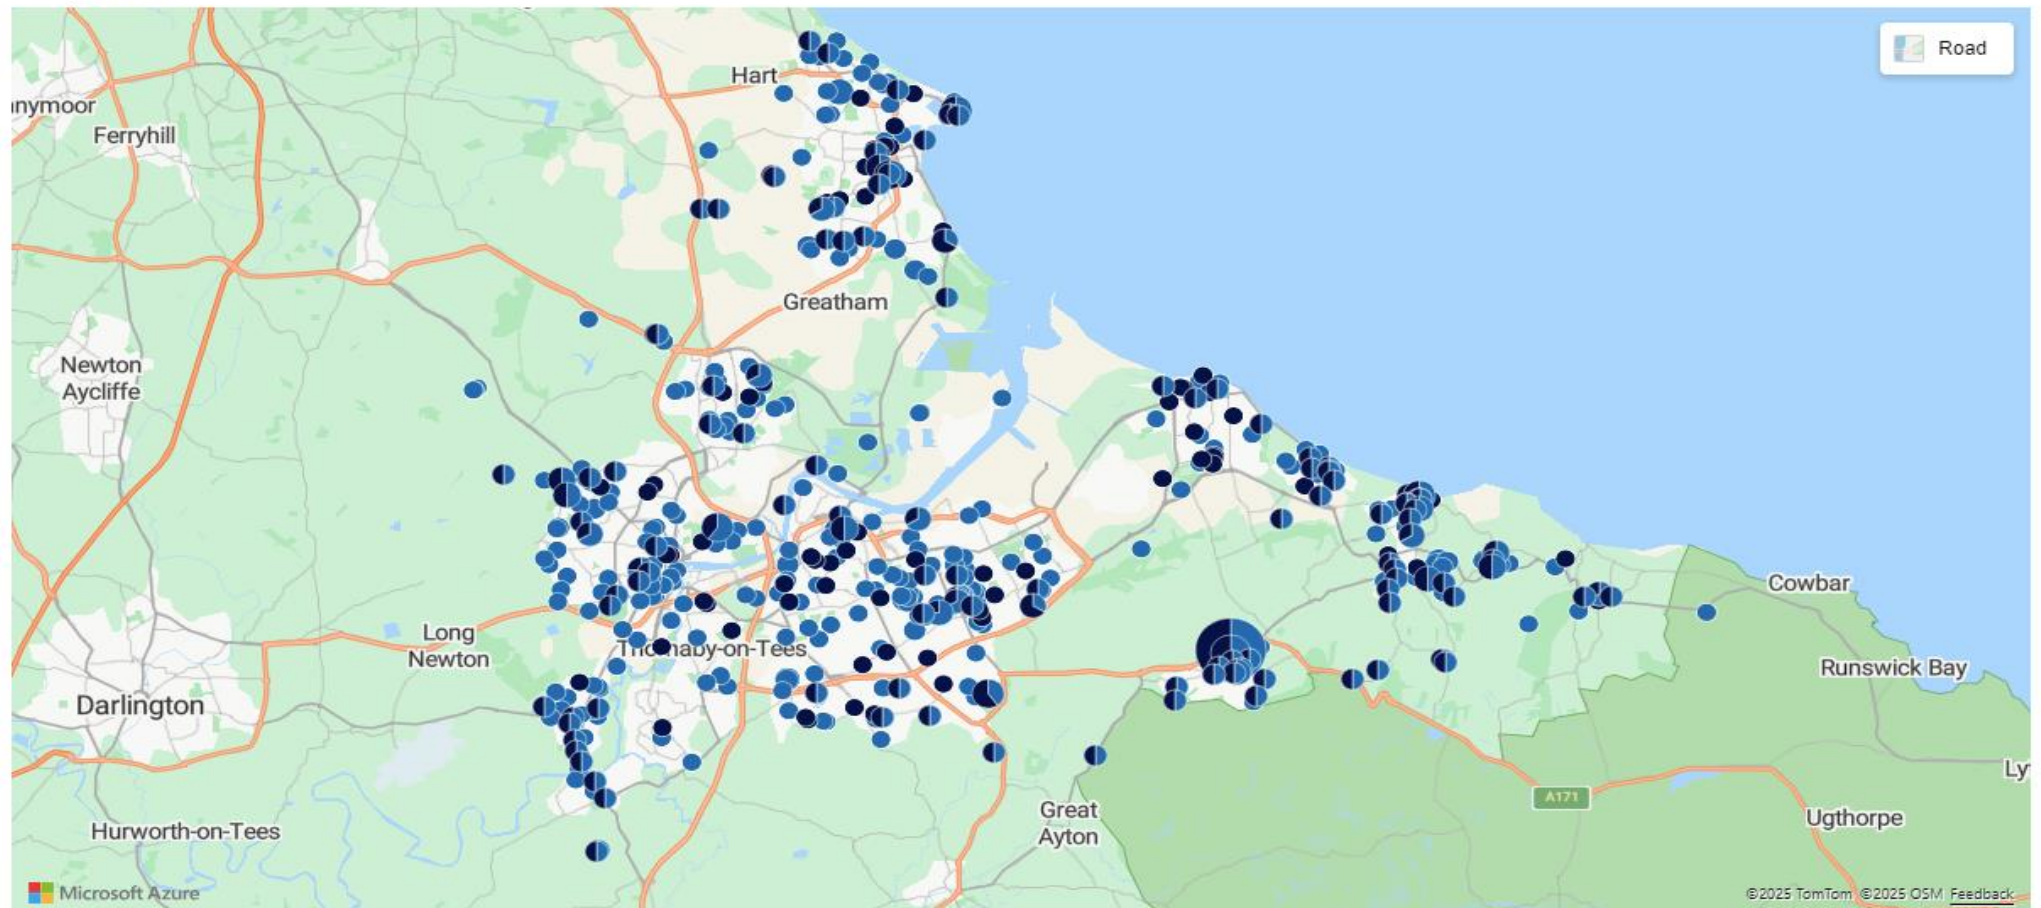 Road
Hart
nymoor
Ferryhill
Greatham
Newton
Aycliffe
Cowbar
Long
Newton
Thornaby-on-Tees
Runswick Bay
Darlington
Ly
A171
Great
Ayton
Ugthorpe
Hurworth-on-Tees
Microsoft Azure
©2025 TomTom ©2025 OSM Feedback